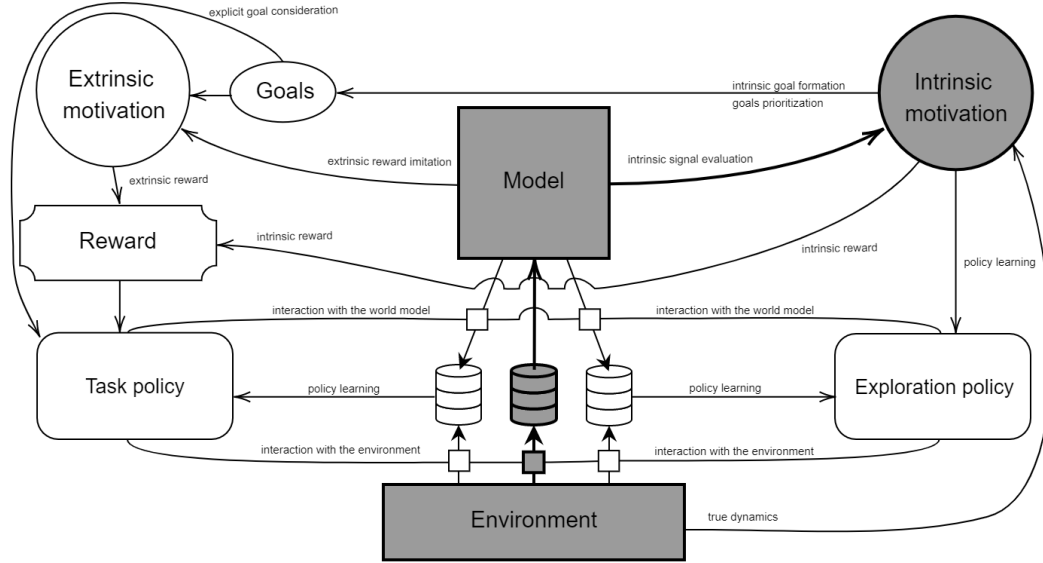 explicit goal consideration
Extrinsic
motivation
Goals
intrinsic goal formation
goals prioritization
Intrinsic
motivation
extrinsic reward imitation
Model
intrinsic signal evaluation
extrinsic reward
Reward
intrinsic reward
intrinsic reward
policy learning
interaction with the world model
interaction with the world model
Task policy
policy learning
policy learning
Exploration policy
interaction with the environment
interaction with the environment
Environment
true dynamics